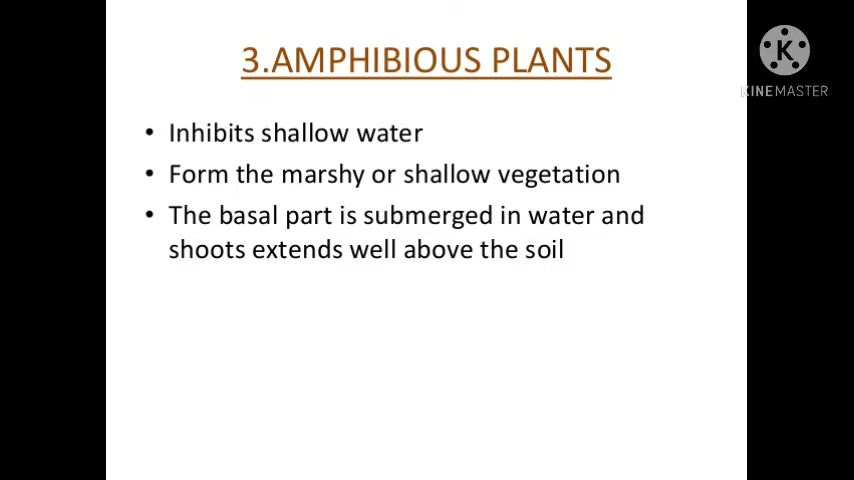 3.AMPHIBIOUS PLANTS
K
KINEMASTER
• Inhibits shallow water
• Form the marshy or shallow vegetation
• The basal part is submerged in water and
shoots extends well above the soil